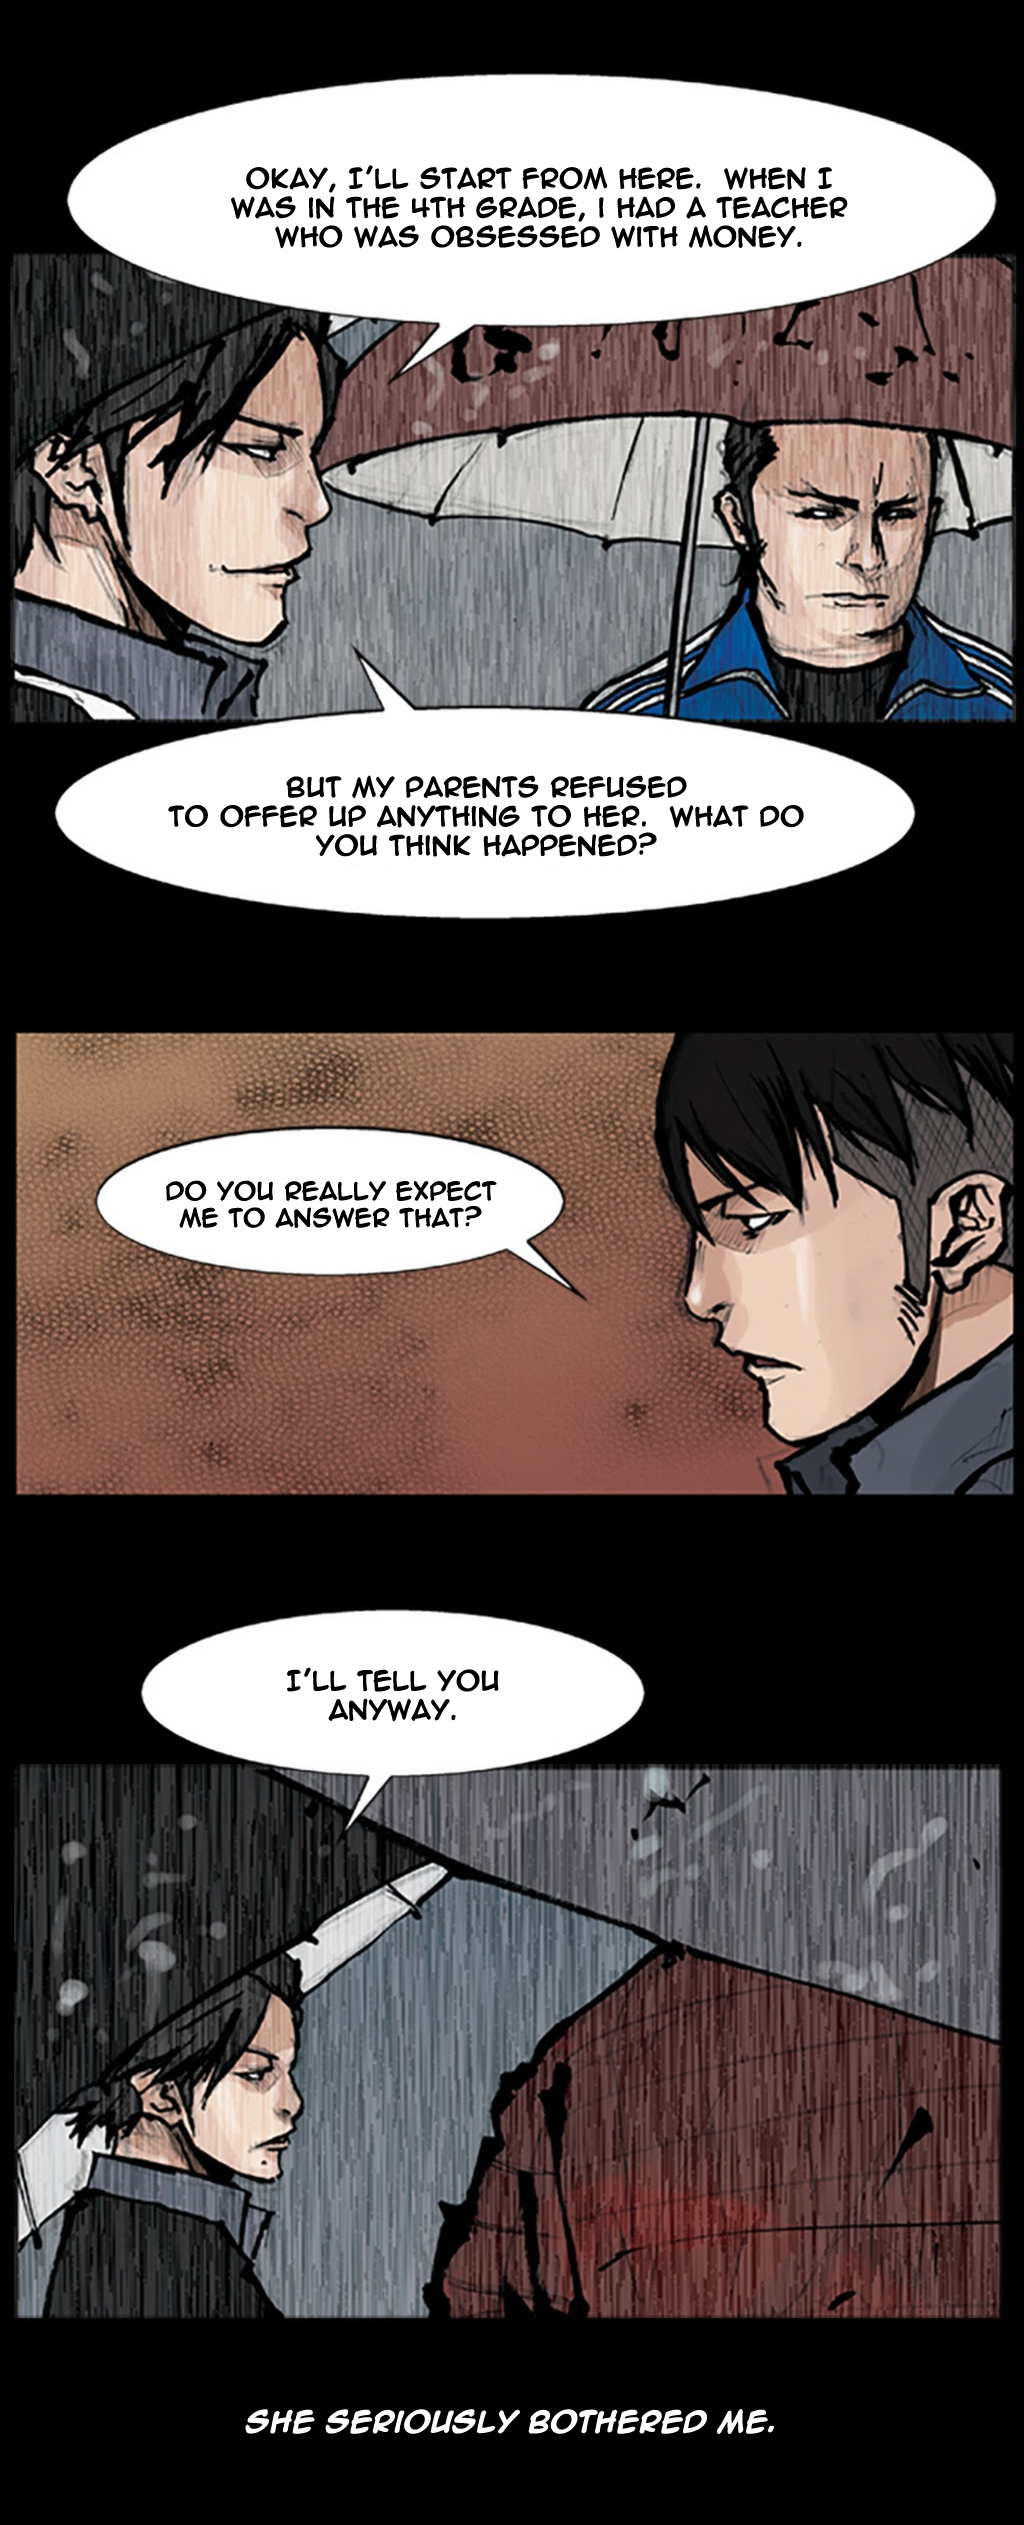 OKAY, I'LL START FROM HERE. WHEN I
WAS IN THE 4TH GRADE, I HAD A TEACHER
WHO WAS OBSESSED WITH MONEY.
BUT MY PARENTS REFUSED
TO OFFER UP ANYTHING TO HER. WHAT DO
YOU THINK HAPPENED?
DO YOU REALLY EXPECT
ME TO ANSWER THAT?
I'LL TELL YOU
ANYWAY.
SHE SERIOUSLY BOTHERED ME.